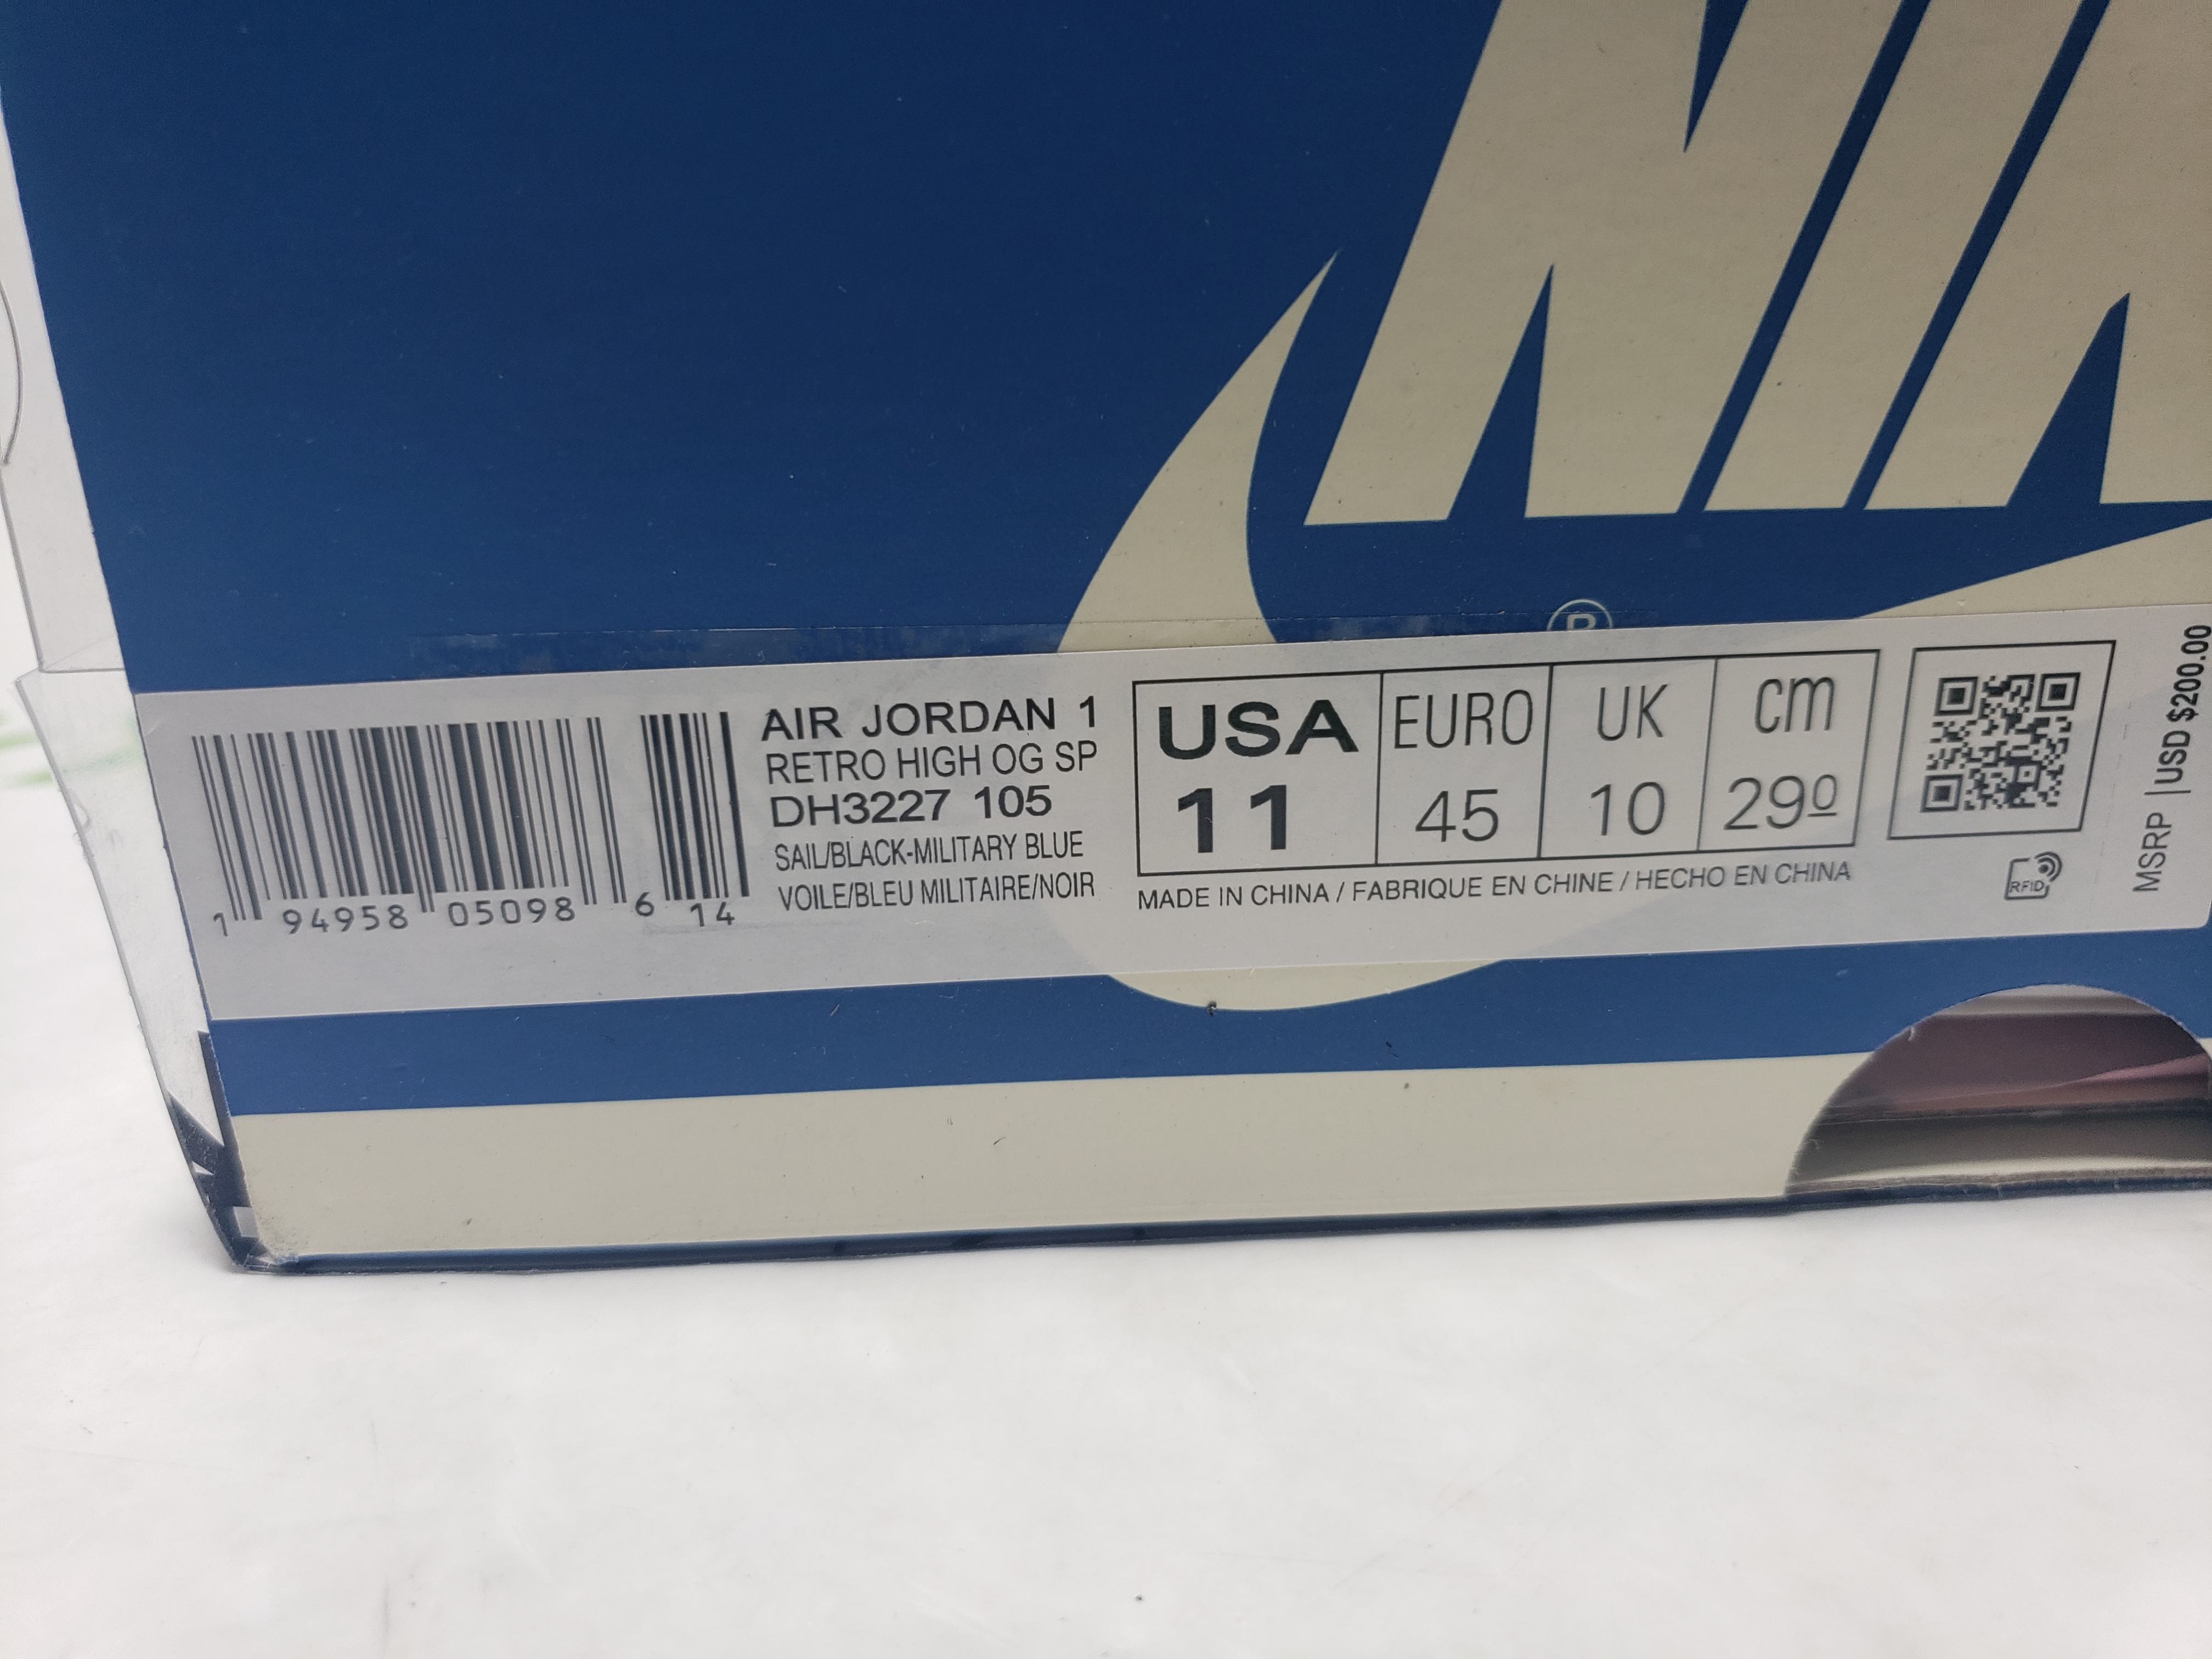 NIK
®
AIR JORDAN 1
RETRO HIGH OG SP
DH3227 105
SAIL/BLACK-MILITARY BLUE
VOILE/BLEU MILITAIRE/NOIR
1 94958 05098 6 14
USA EURO UK cm
11 45 10 29º
MADE IN CHINA / FABRIQUE EN CHINE / HECHO EN CHINA
RFID
MSRP | USD $200.00